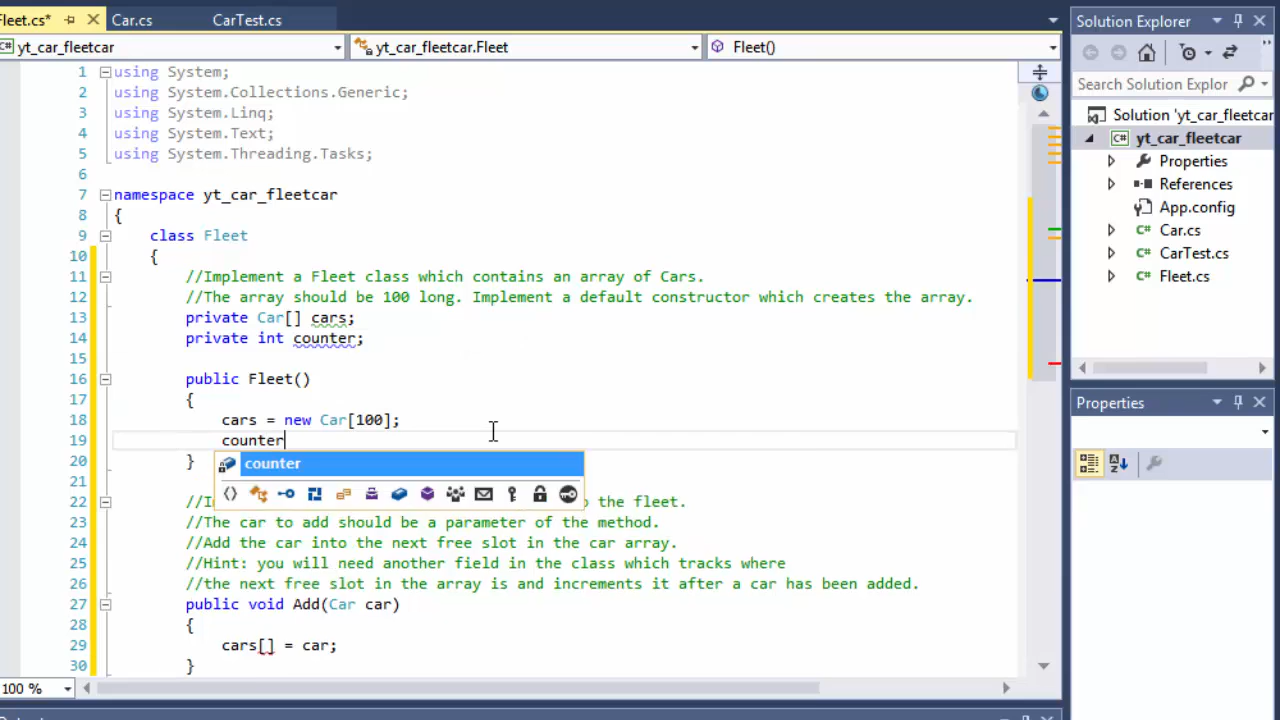 Fleet.cs*
Car.cs
CarTest.cs
yt_car_fleetcar
yt_car_fleetcar.Fleet
Fleet()
1 using System;
2 using System.Collections.Generic;
3 using System.Linq;
4 using System.Text;
5 using System.Threading.Tasks;
6
7 namespace yt_car_fleetcar
8 {
9 class Fleet
10 {
11 //Implement a Fleet class which contains an array of Cars.
12 //The array should be 100 long. Implement a default constructor which creates the array.
13 private Car[] cars;
14 private int counter;
15
16 public Fleet()
17 {
18 cars = new Car[100];
19 counter
20 }
counter
21
22 the fleet.
23 //The car to add should be a parameter of the method.
24 //Add the car into the next free slot in the car array.
25 //Hint: you will need another field in the class which tracks where
26 //the next free slot in the array is and increments it after a car has been added.
27 public void Add(Car car)
28 {
29 cars[] = car;
30 }
100 %
Solution Explorer
Search Solution Explor
Solution 'yt_car_fleetcar
C# yt_car_fleetcar
Properties
References
App.config
C# Car.cs
C# CarTest.cs
C# Fleet.cs
Properties